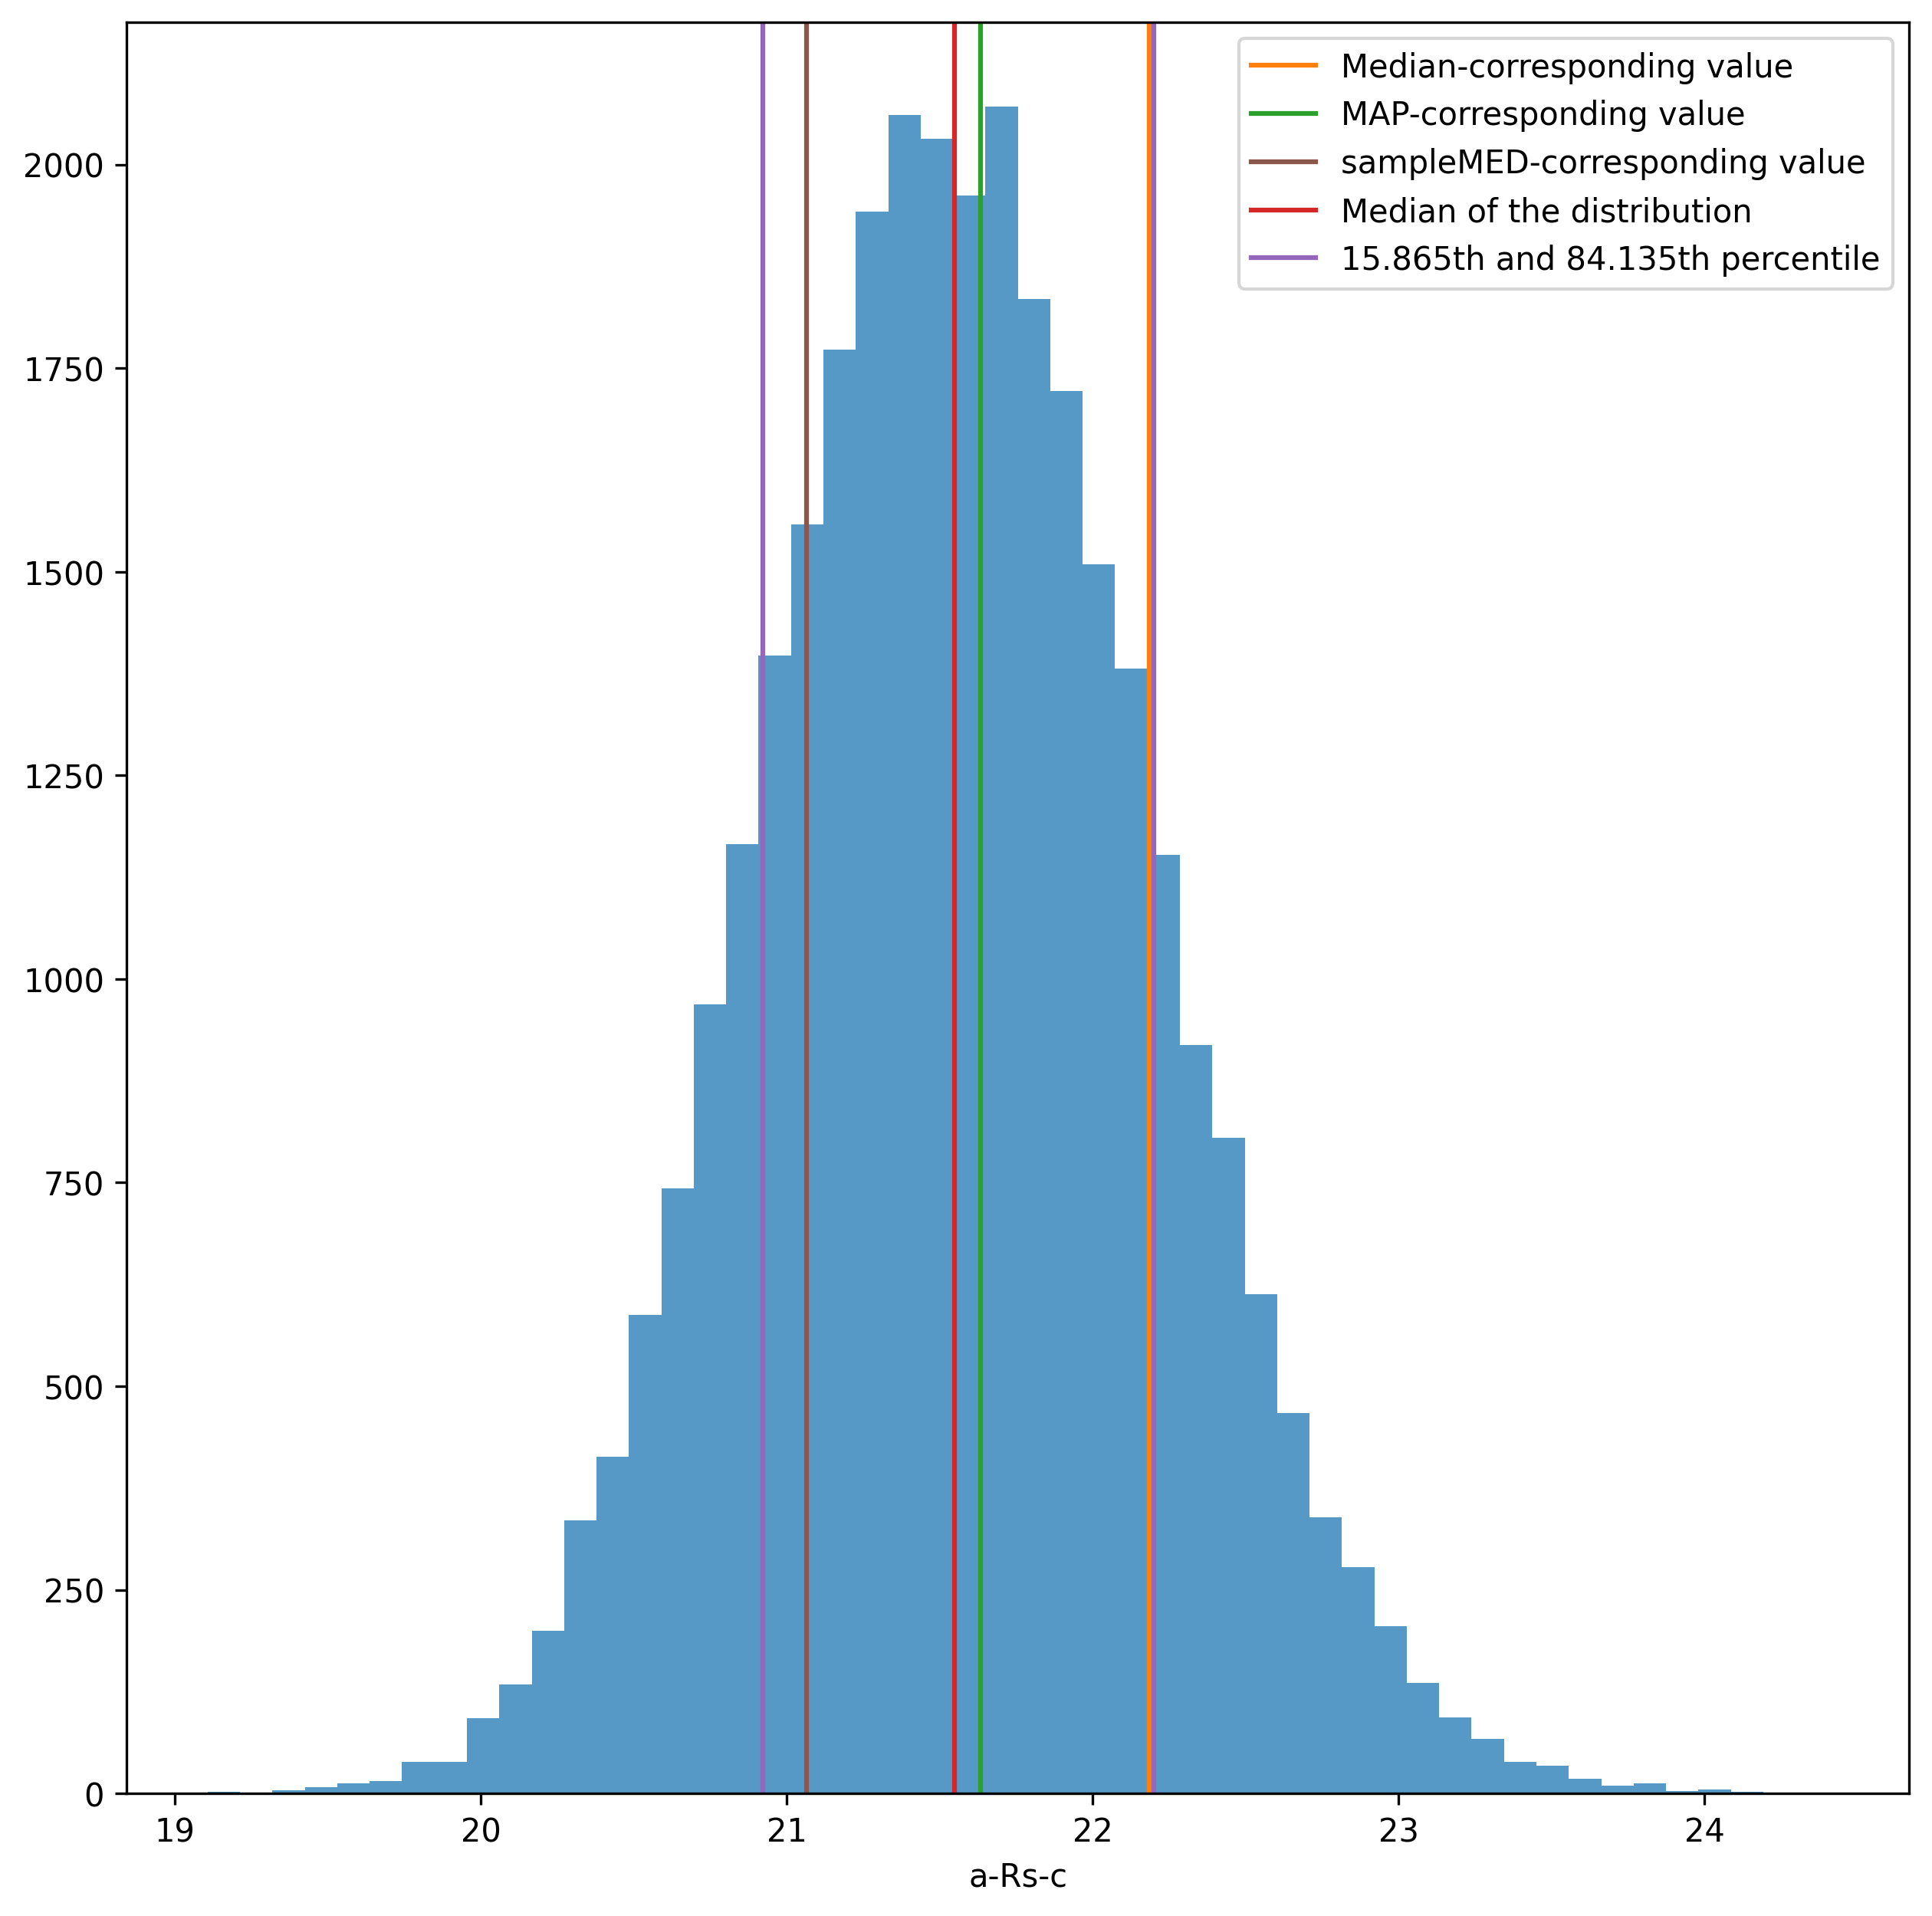 Median-corresponding value
MAP-corresponding value
sampleMED-corresponding value
Median of the distribution
15.865th and 84.135th percentile
2000
1750
1500
1250
1000
750
500
250
0
19 20 21 22 23 24
a-Rs-c